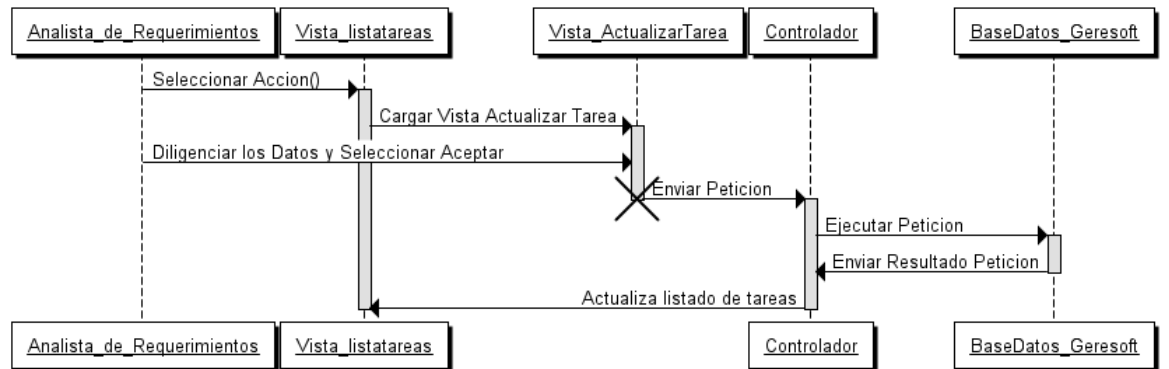 Analista_de_Requerimientos
Vista_listatareas
Vista_ActualizarTarea
Controlador
BaseDatos_Geresoft
Seleccionar Accion()
Cargar Vista Actualizar Tarea
Diligenciar los Datos y Seleccionar Aceptar
Enviar Peticion
Ejecutar Peticion
Enviar Resultado Peticion
Actualiza listado de tareas
Analista_de_Requerimientos
Vista_listatareas
Controlador
BaseDatos_Geresoft